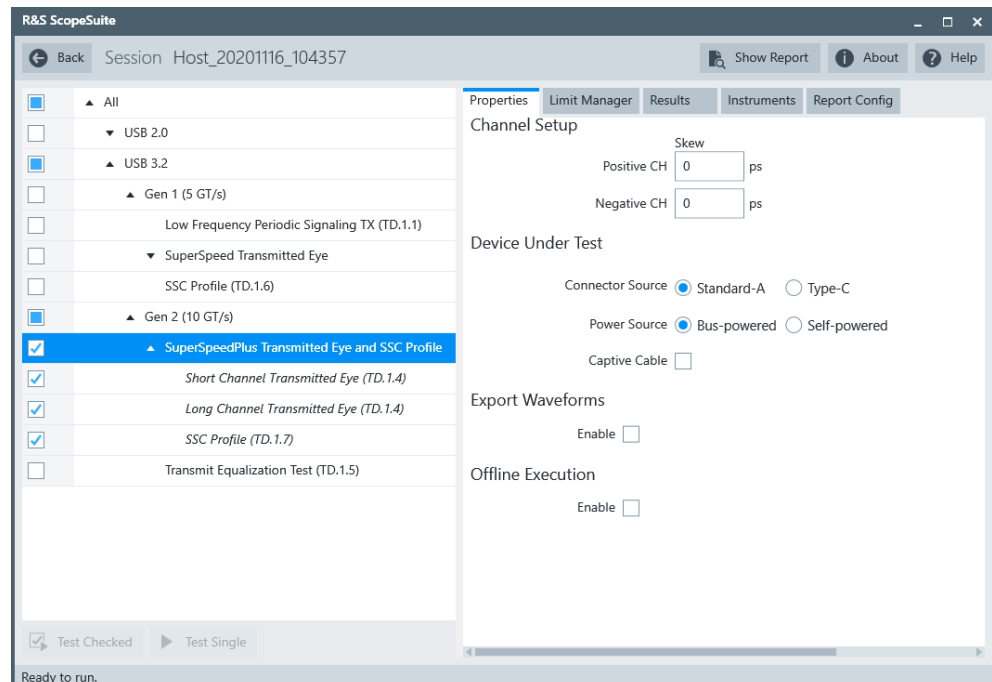 R&S ScopeSuite
Back Session Host_20201116_104357 Show Report About Help
All
USB 2.0
USB 3.2
Gen 1 (5 GT/s)
Low Frequency Periodic Signaling TX (TD.1.1)
SuperSpeed Transmitted Eye
SSC Profile (TD.1.6)
Gen 2 (10 GT/s)
SuperSpeedPlus Transmitted Eye and SSC Profile
Short Channel Transmitted Eye (TD.1.4)
Long Channel Transmitted Eye (TD.1.4)
SSC Profile (TD.1.7)
Transmit Equalization Test (TD.1.5)
Test Checked Test Single
Properties Limit Manager Results Instruments Report Config
Channel Setup
Skew
Positive CH 0 ps
Negative CH 0 ps
Device Under Test
Connector Source Standard-A Type-C
Power Source Bus-powered Self-powered
Captive Cable
Export Waveforms
Enable
Offline Execution
Enable
Ready to run.